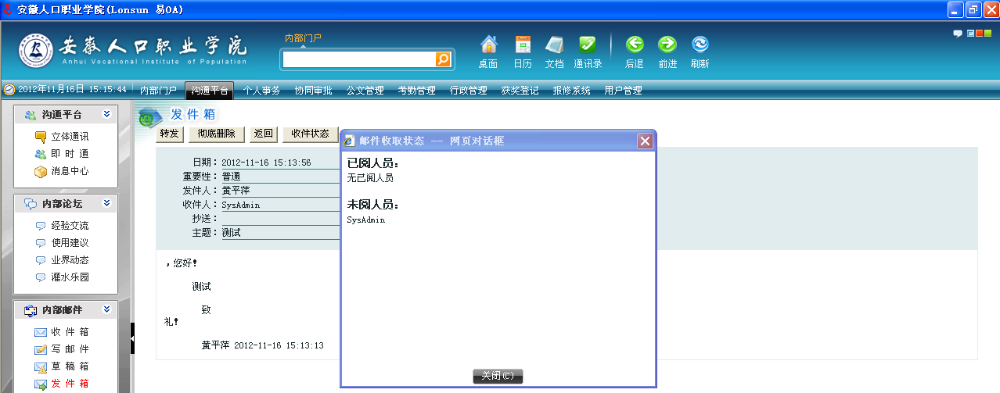 安徽人口职业学院(Lonsun 易OA)
安徽人口职业学院
Anhui Vocational Institute of Population
内部门户
桌面 日历 文档 通讯录 后退 前进 刷新
2012年11月16日 15:15:44 内部门户 沟通平台 个人事务 协同审批 公文管理 考勤管理 行政管理 获奖登记 报修系统 用户管理
沟通平台
立体通讯
即 时 通
消息中心
内部论坛
经验交流
使用建议
业界动态
灌水乐园
内部邮件
收 件 箱
写 邮 件
草 稿 箱
发 件 箱
发 件 箱
转发 彻底删除 返回 收件状态
日期： 2012-11-16 15:13:56
重要性： 普通
发件人： 黄平萍
收件人： SysAdmin
抄送：
主题： 测试
，您好！
测试
致
礼！
黄平萍 2012-11-16 15:13:13
邮件收取状态 -- 网页对话框
已阅人员：
无已阅人员
未阅人员：
SysAdmin
关闭(C)